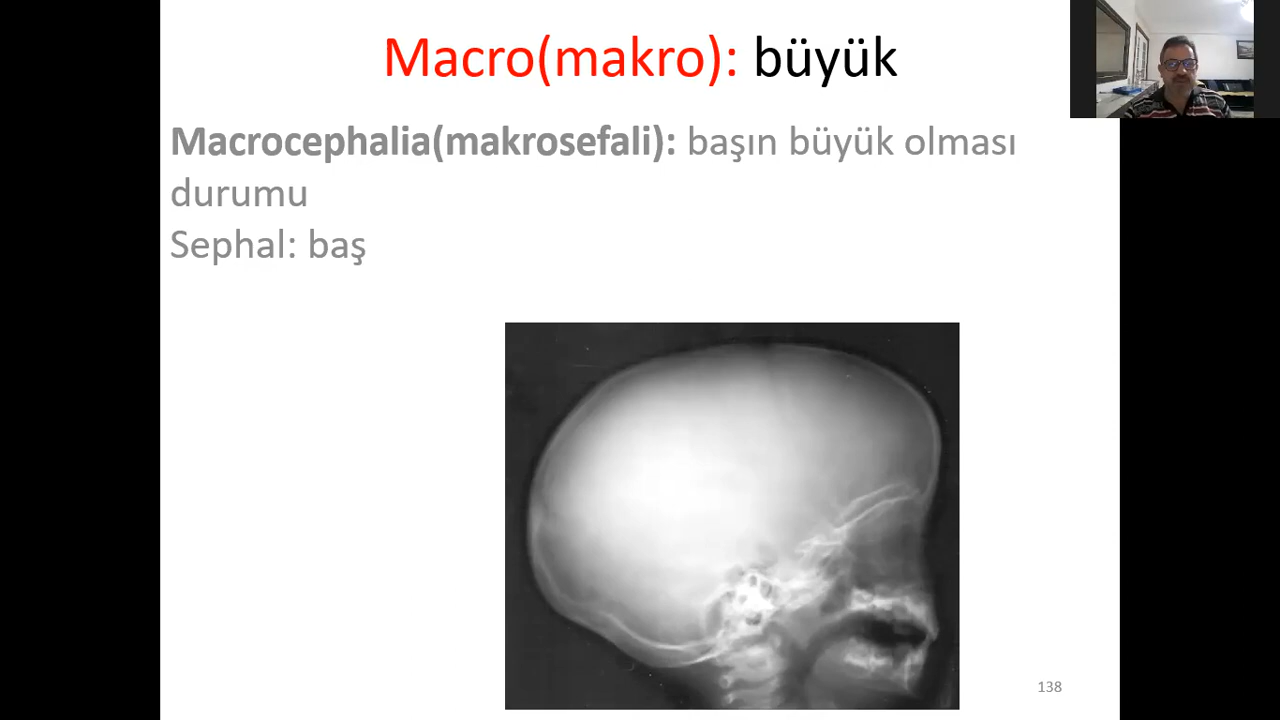 Macro(makro): büyük
Macrocephalia(makrosefali): başın büyük olması
durumu
Sephal: baş
138